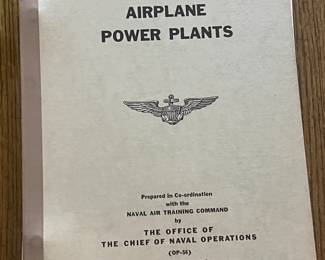 AIRPLANE
POWER PLANTS
Prepared in Co-ordination
with the
NAVAL AIR TRAINING COMMAND
by
THE OFFICE OF
THE CHIEF OF NAVAL OPERATIONS
(OP-56)